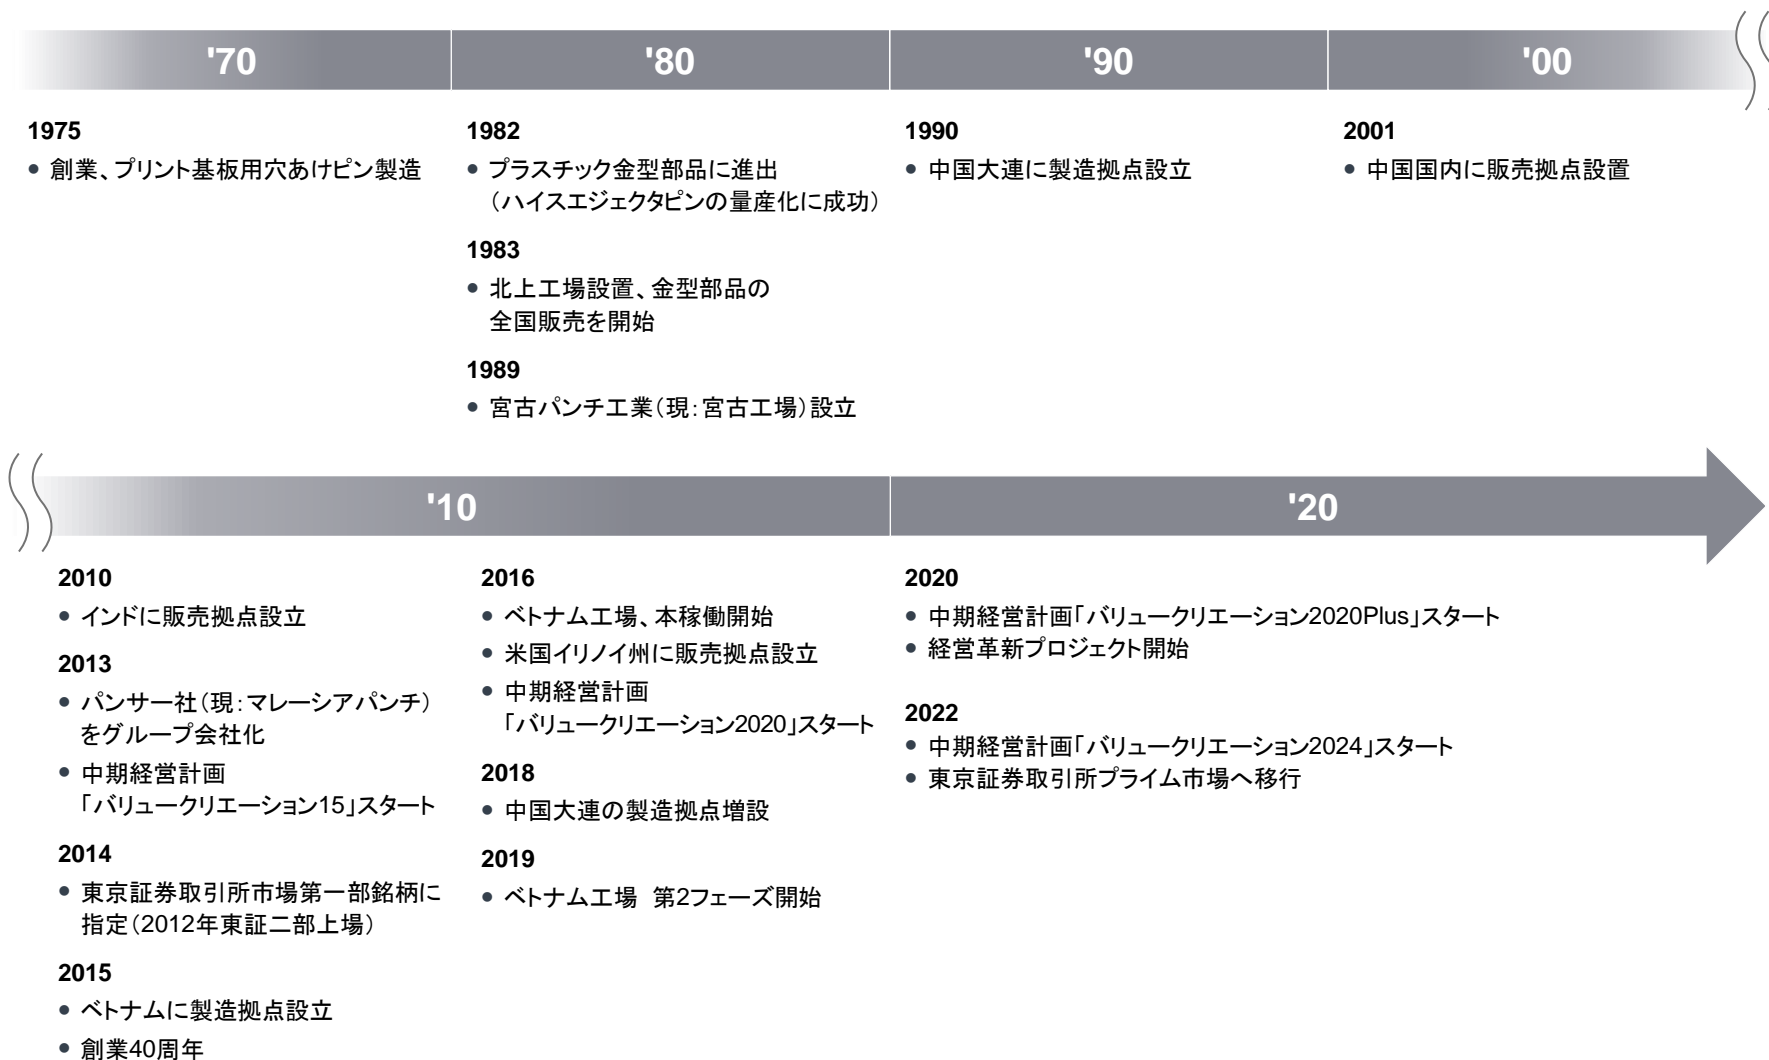 '70
'80
'90
'00
1975
● 創業、プリント基板用穴あけピン製造
1982
● プラスチック金型部品に進出
（ハイスエジェクタピンの量産化に成功）
1983
● 北上工場設置、金型部品の
全国販売を開始
1989
● 宮古パンチ工業（現：宮古工場）設立
1990
● 中国大連に製造拠点設立
2001
● 中国国内に販売拠点設置
'10
'20
2010
● インドに販売拠点設立
2013
● パンサー社（現：マレーシアパンチ）
をグループ会社化
● 中期経営計画
「バリュークリエーション15」スタート
2014
● 東京証券取引所市場第一部銘柄に
指定（2012年東証二部上場）
2015
● ベトナムに製造拠点設立
● 創業40周年
2016
● ベトナム工場、本稼働開始
● 米国イリノイ州に販売拠点設立
● 中期経営計画
「バリュークリエーション2020」スタート
2018
● 中国大連の製造拠点増設
2019
● ベトナム工場　第2フェーズ開始
2020
● 中期経営計画「バリュークリエーション2020Plus」スタート
● 経営革新プロジェクト開始
2022
● 中期経営計画「バリュークリエーション2024」スタート
● 東京証券取引所プライム市場へ移行